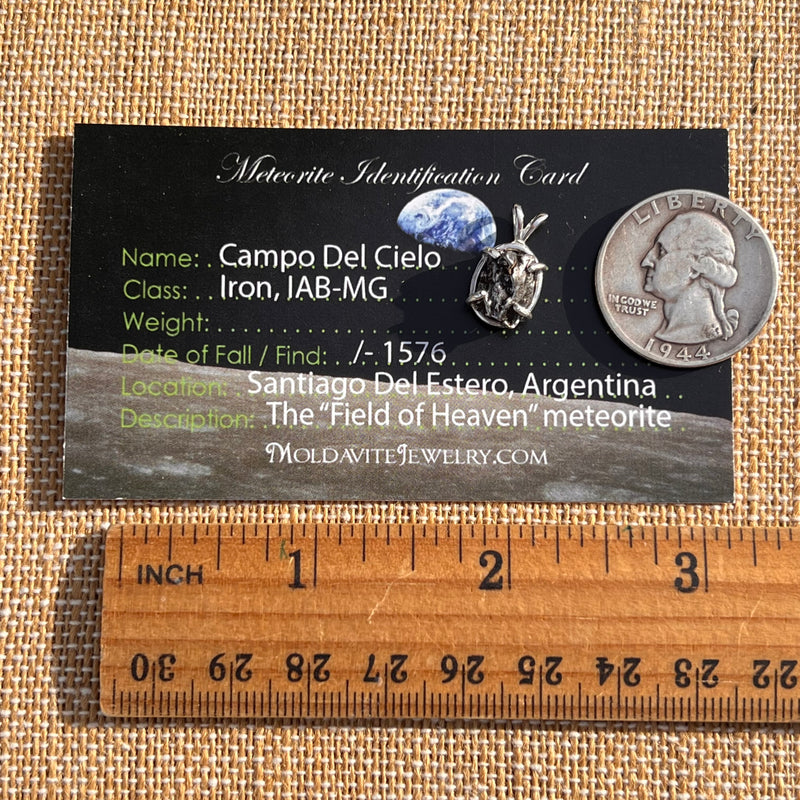 Meteorite Identification Card
Name: . . Campo Del Cielo
Class: . . Iron, IAB-MG
Weight:
Date of Fall / Find: . . /- 1576
Location: . Santiago Del Estero, Argentina
Description: . The "Field of Heaven" meteorite
MOLDAVITEJEWELRY.COM
LIBERTY
IN GOD WE
TRUST
1944
INCH 1 2 3
30 29 28 27 26 25 24 23 22